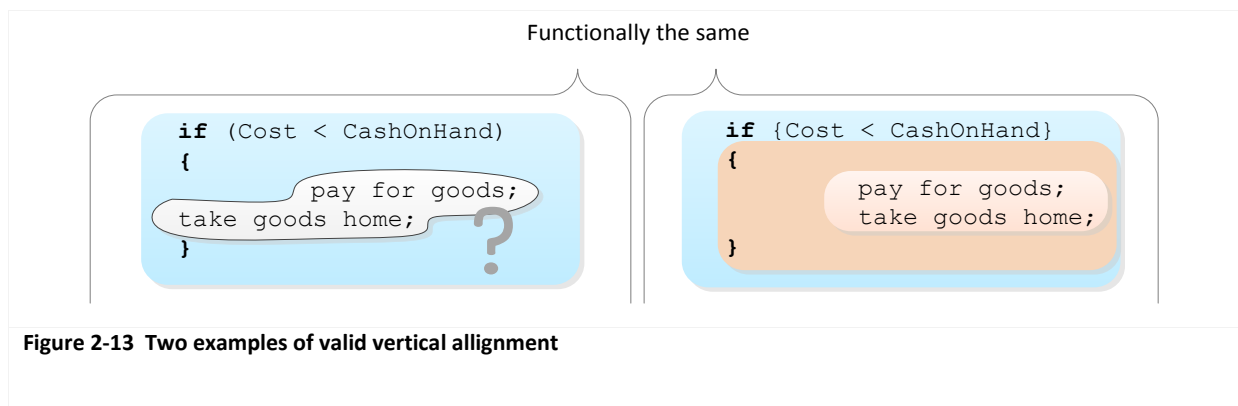 Functionally the same
if (Cost < CashOnHand)
{
pay for goods;
take goods home;
}
?
if {Cost < CashOnHand}
{
pay for goods;
take goods home;
}
Figure 2-13 Two examples of valid vertical allignment